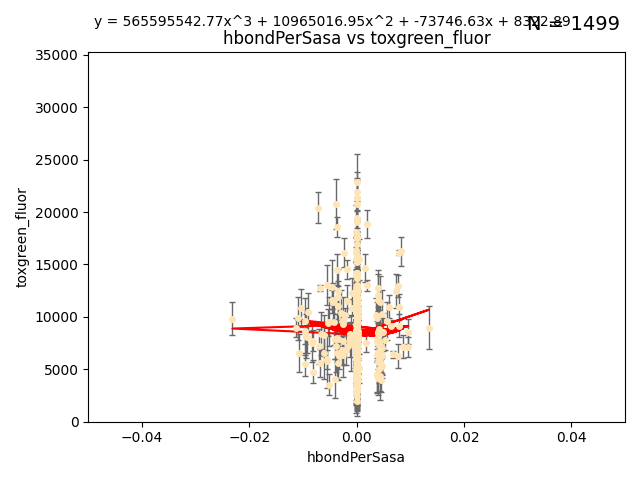 y = 565595542.77x^3 + 10965016.95x^2 + -73746.63x + 8322.89
N = 1499
hbondPerSasa vs toxgreen_fluor
35000
30000
25000
20000
15000
10000
5000
0
toxgreen_fluor
−0.04
−0.02
0.00
0.02
0.04
hbondPerSasa